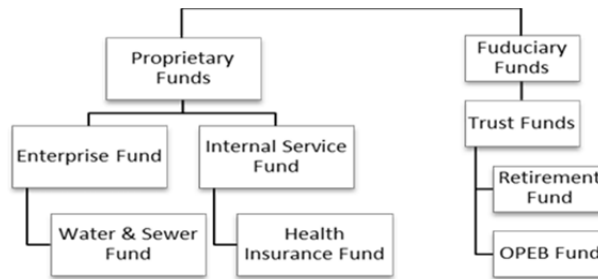 Proprietary
Funds
Fuduciary
Funds
Enterprise Fund
Internal Service
Fund
Trust Funds
Water & Sewer
Fund
Health
Insurance Fund
Retirement
Fund
OPEB Fund